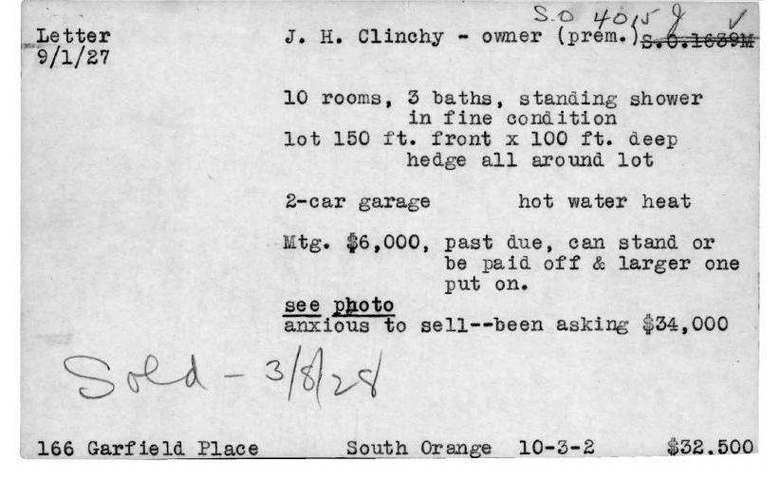 S.O 4015 J ✓
Letter J. H. Clinchy - owner (prem.) S.O.1639M
9/1/27
10 rooms, 3 baths, standing shower
in fine condition
lot 150 ft. front x 100 ft. deep
hedge all around lot
2-car garage hot water heat
Mtg. $6,000, past due, can stand or
be paid off & larger one
put on.
see photo
anxious to sell--been asking $34,000
Sold - 3/8/28
166 Garfield Place South Orange 10-3-2 $32.500